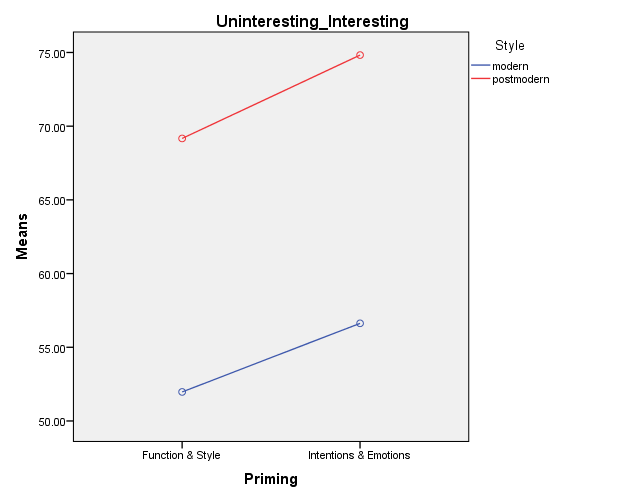 Uninteresting_Interesting
Style
modern
postmodern
75.00
70.00
65.00
60.00
55.00
50.00
Means
Function & Style
Intentions & Emotions
Priming